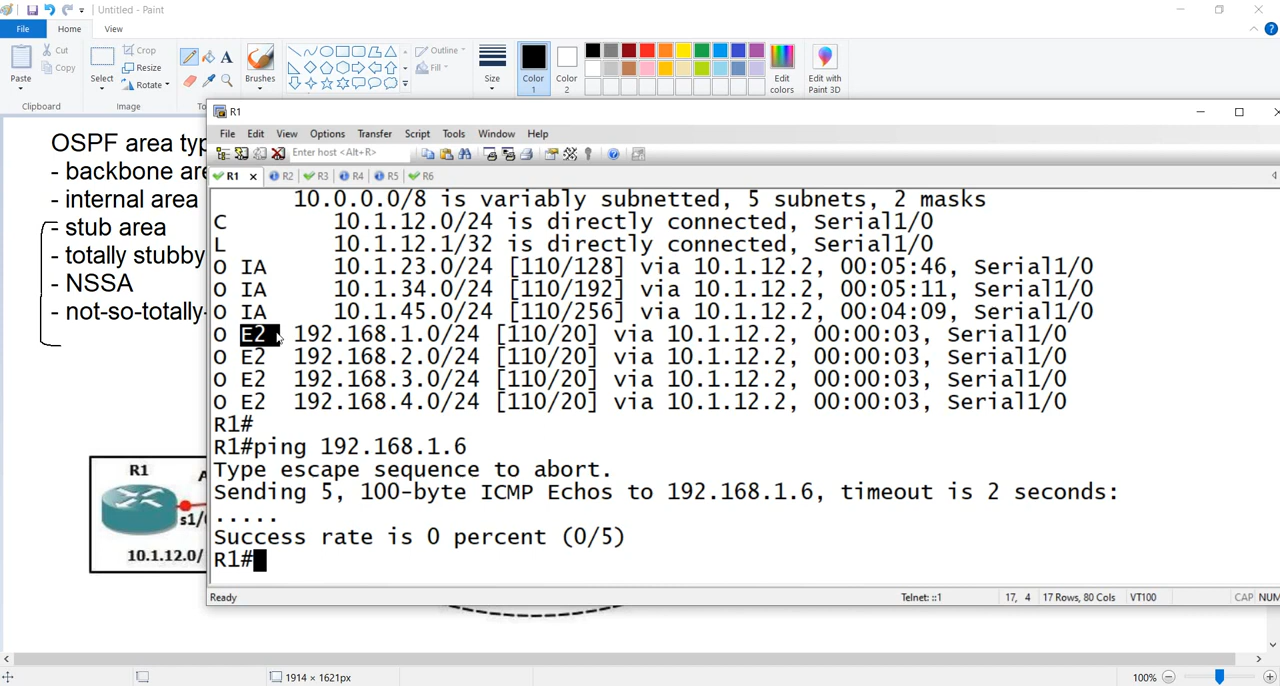 Untitled - Paint
File
Home
View
Paste
Cut
Copy
Clipboard
Select
Crop
Resize
Rotate
Image
To
Brushes
Outline
Fill
Size
Color
1
Color
2
Edit
colors
Edit with
Paint 3D
OSPF area typ
- backbone are
- internal area
- stub area
- totally stubby
- NSSA
- not-so-totally-
R1
A
s1/0
10.1.12.0/
R1
File Edit View Options Transfer Script Tools Window Help
Enter host <Alt+R>
R1 R2 R3 R4 R5 R6
10.0.0.0/8 is variably subnetted, 5 subnets, 2 masks
C 10.1.12.0/24 is directly connected, Serial1/0
L 10.1.12.1/32 is directly connected, Serial1/0
O IA 10.1.23.0/24 [110/128] via 10.1.12.2, 00:05:46, Serial1/0
O IA 10.1.34.0/24 [110/192] via 10.1.12.2, 00:05:11, Serial1/0
O IA 10.1.45.0/24 [110/256] via 10.1.12.2, 00:04:09, Serial1/0
O E2 192.168.1.0/24 [110/20] via 10.1.12.2, 00:00:03, Serial1/0
O E2 192.168.2.0/24 [110/20] via 10.1.12.2, 00:00:03, Serial1/0
O E2 192.168.3.0/24 [110/20] via 10.1.12.2, 00:00:03, Serial1/0
O E2 192.168.4.0/24 [110/20] via 10.1.12.2, 00:00:03, Serial1/0
R1#
R1#ping 192.168.1.6
Type escape sequence to abort.
Sending 5, 100-byte ICMP Echos to 192.168.1.6, timeout is 2 seconds:
.....
Success rate is 0 percent (0/5)
R1#
Ready
Telnet: ::1
17, 4
17 Rows, 80 Cols
VT100
CAP
NUM
1914 × 1621px
100%